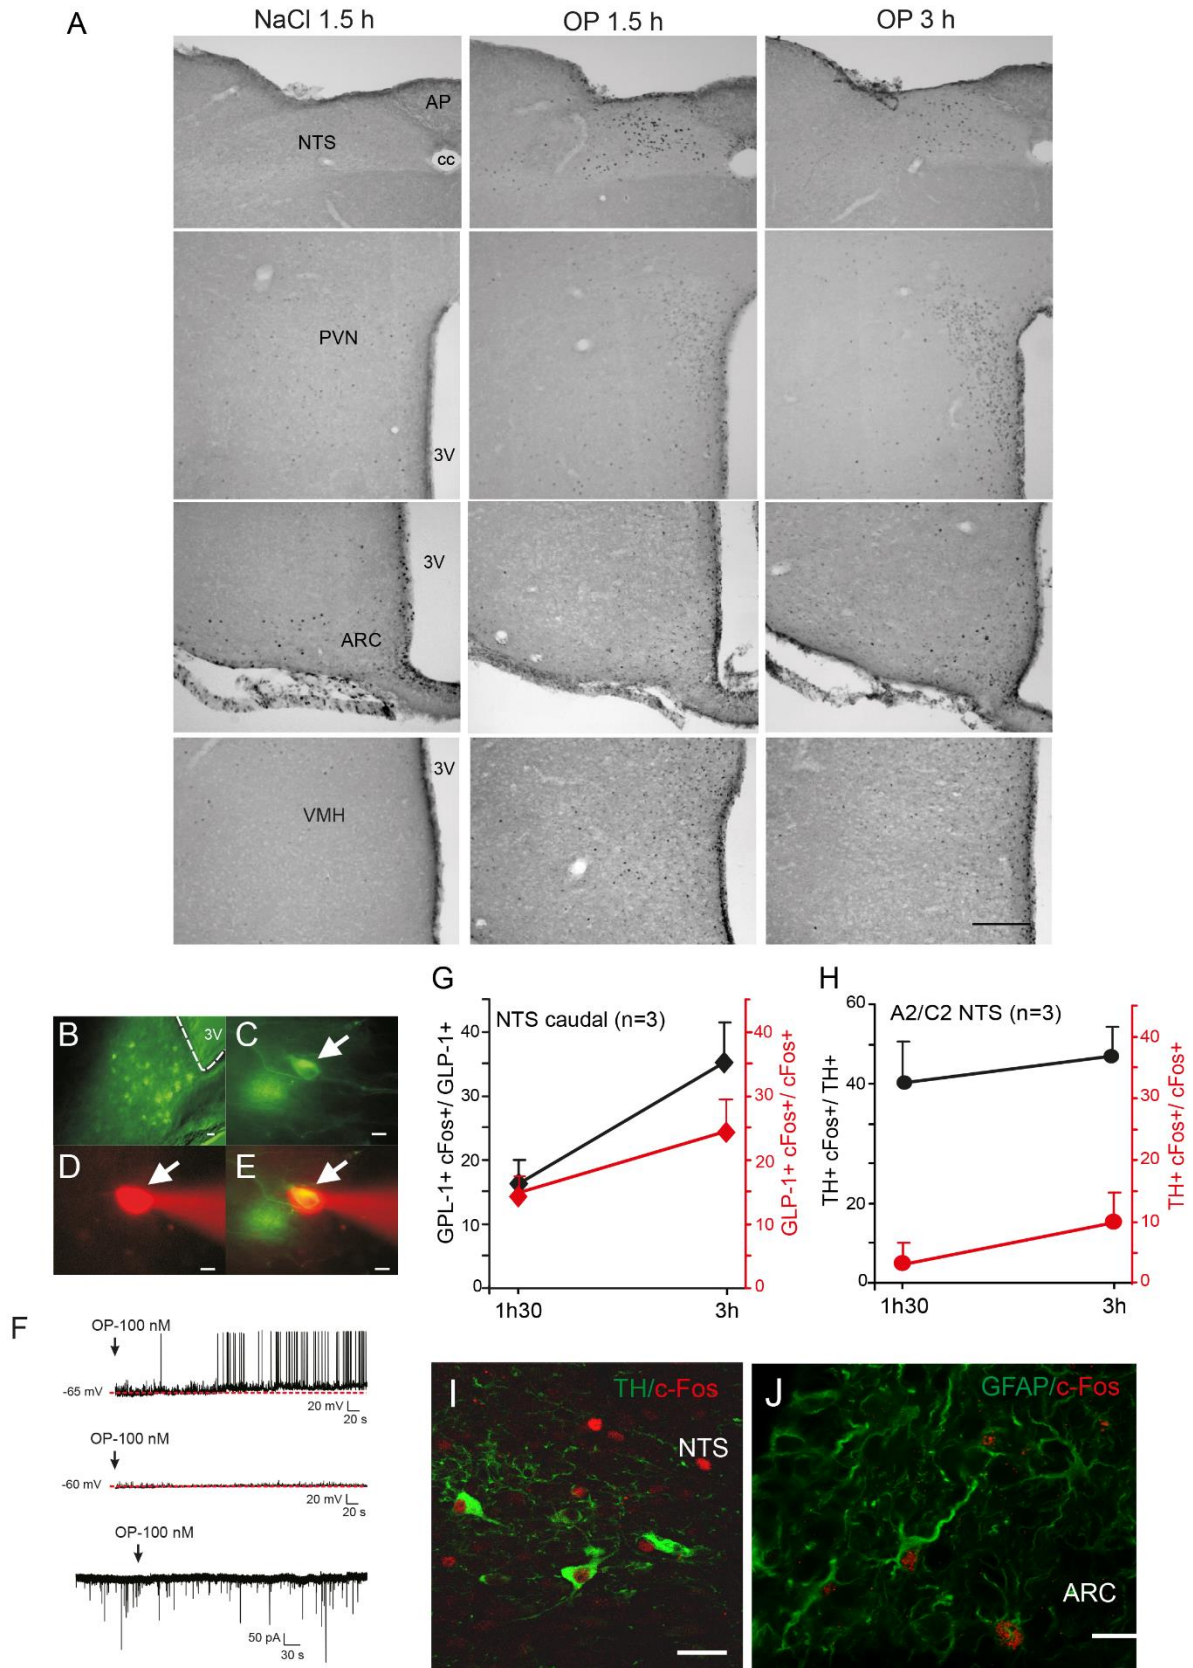 A
NaCl 1.5 h
OP 1.5 h
OP 3 h
AP
NTS
cc
PVN
3V
3V
ARC
3V
VMH
B
3V
C
D
E
G
NTS caudal (n=3)
GPL-1+ cFos+/ GLP-1+
GLP-1+ cFos+/ cFos+
40
30
20
10
0
40
30
20
10
0
1h30
3h
H
A2/C2 NTS (n=3)
TH+ cFos+/ TH+
TH+ cFos+/ cFos+
60
40
20
0
40
30
20
10
0
1h30
3h
F
OP-100 nM
-65 mV
20 mV
20 s
OP-100 nM
-60 mV
20 mV
20 s
OP-100 nM
50 pA
30 s
I
TH/c-Fos
NTS
J
GFAP/c-Fos
ARC